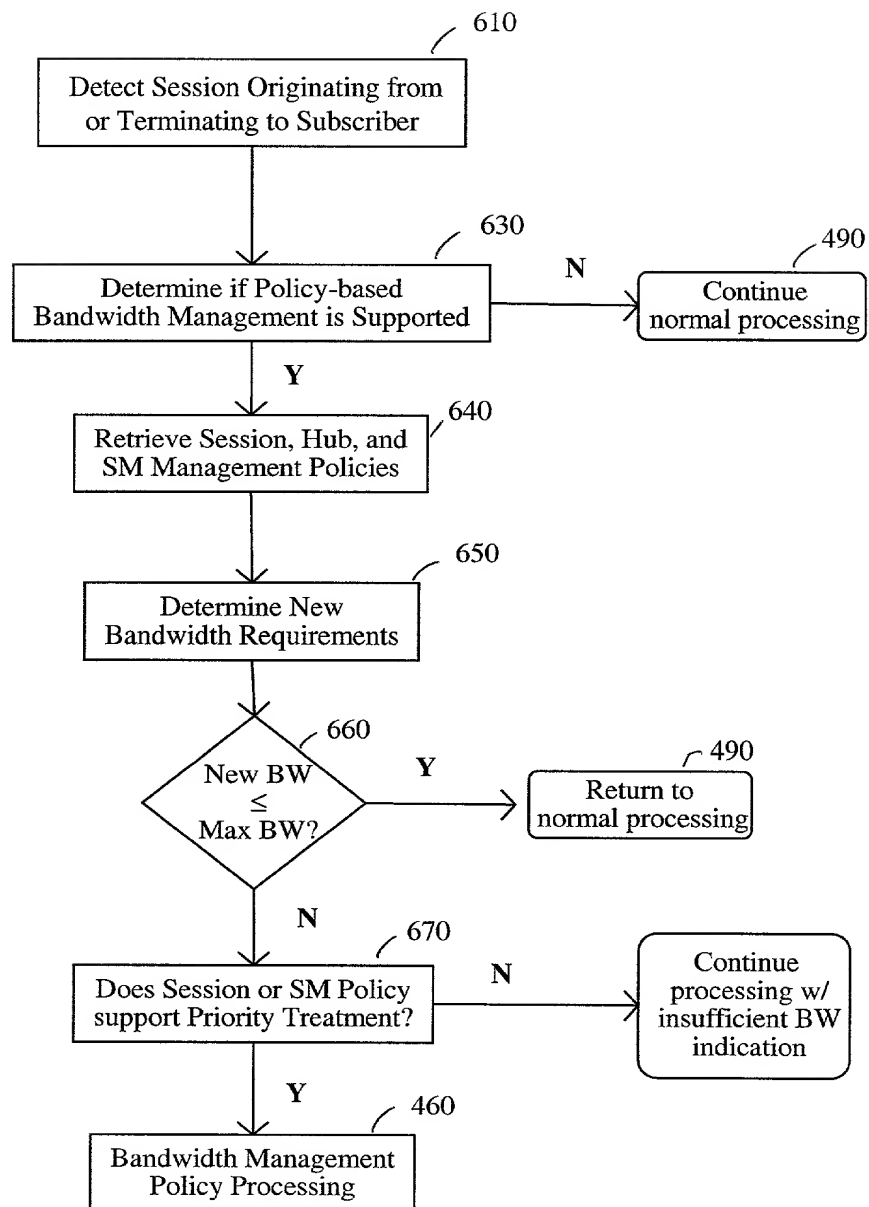 610
Detect Session Originating from
or Terminating to Subscriber
630
Determine if Policy-based
Bandwidth Management is Supported
N
490
Continue
normal processing
Y
640
Retrieve Session, Hub, and
SM Management Policies
650
Determine New
Bandwidth Requirements
660
New BW
≤
Max BW?
Y
490
Return to
normal processing
N
670
Does Session or SM Policy
support Priority Treatment?
N
Continue
processing w/
insufficient BW
indication
Y
460
Bandwidth Management
Policy Processing